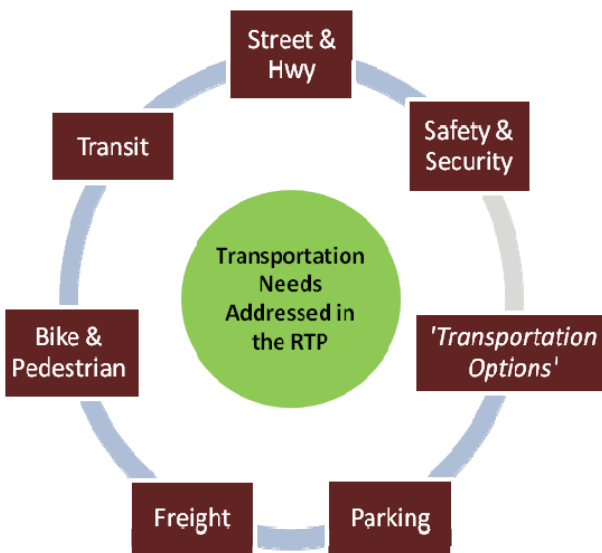 Street &
Hwy
Safety &
Security
'Transportation
Options'
Parking
Freight
Bike &
Pedestrian
Transit
Transportation
Needs
Addressed in
the RTP